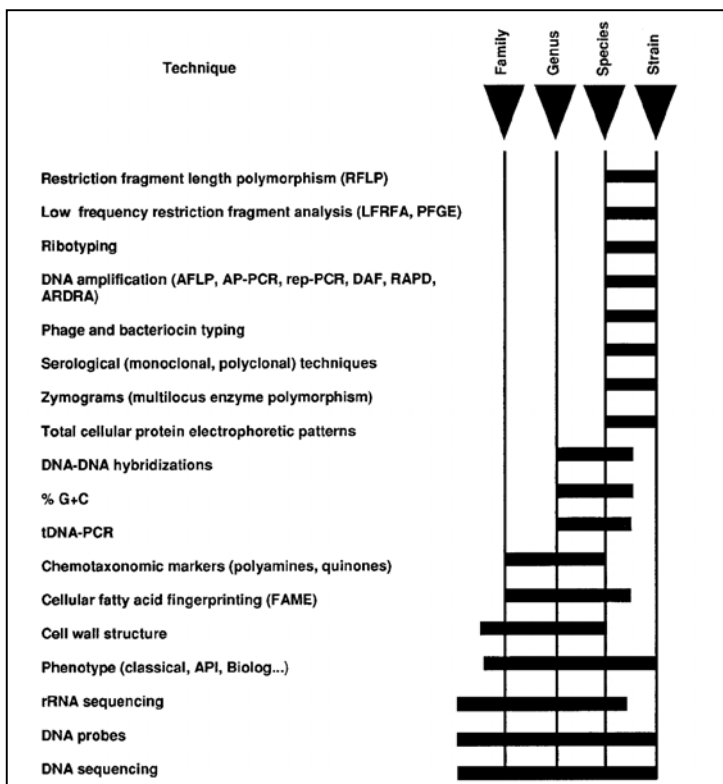 Technique
Family
Genus
Species
Strain
Restriction fragment length polymorphism (RFLP)
Low frequency restriction fragment analysis (LFRFA, PFGE)
Ribotyping
DNA amplification (AFLP, AP-PCR, rep-PCR, DAF, RAPD,
ARDRA)
Phage and bacteriocin typing
Serological (monoclonal, polyclonal) techniques
Zymograms (multilocus enzyme polymorphism)
Total cellular protein electrophoretic patterns
DNA-DNA hybridizations
% G+C
tDNA-PCR
Chemotaxonomic markers (polyamines, quinones)
Cellular fatty acid fingerprinting (FAME)
Cell wall structure
Phenotype (classical, API, Biolog...)
rRNA sequencing
DNA probes
DNA sequencing